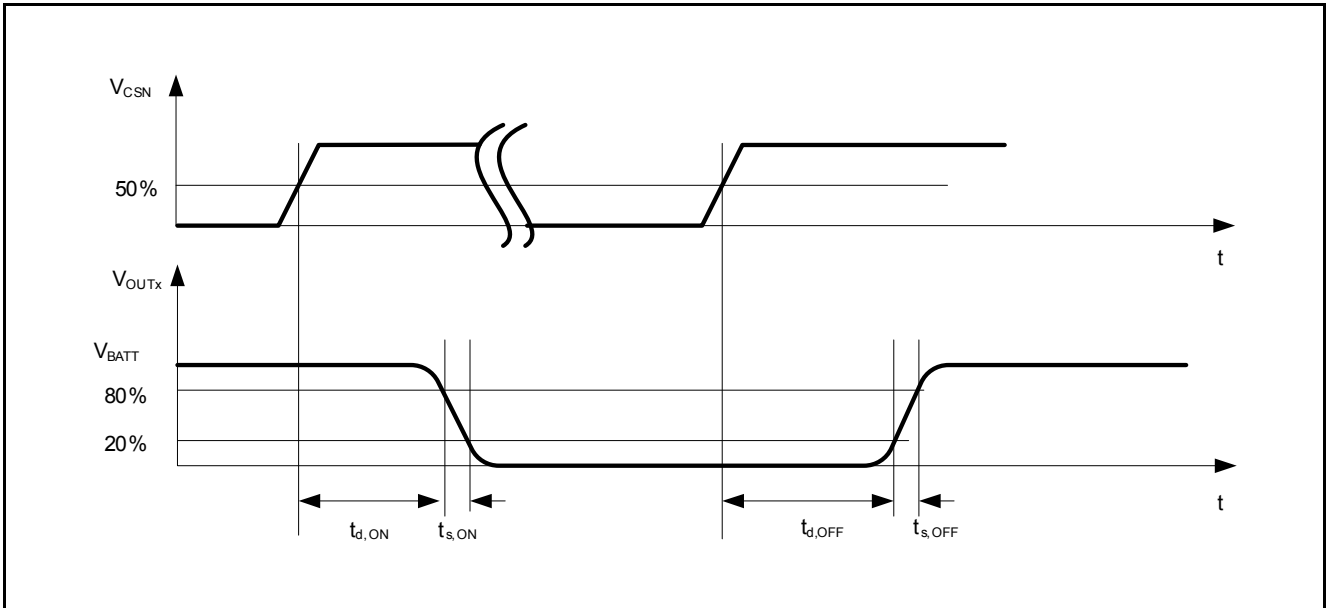 VCSN
50%
t
VOUTx
VBATT
80%
20%
t
td, ON
ts, ON
td,OFF
ts, OFF